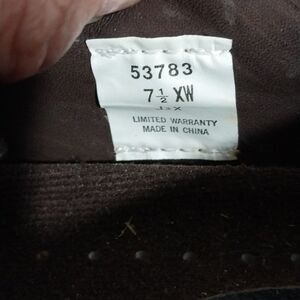 53783
7 1/2 XW
LIMITED WARRANTY
MADE IN CHINA